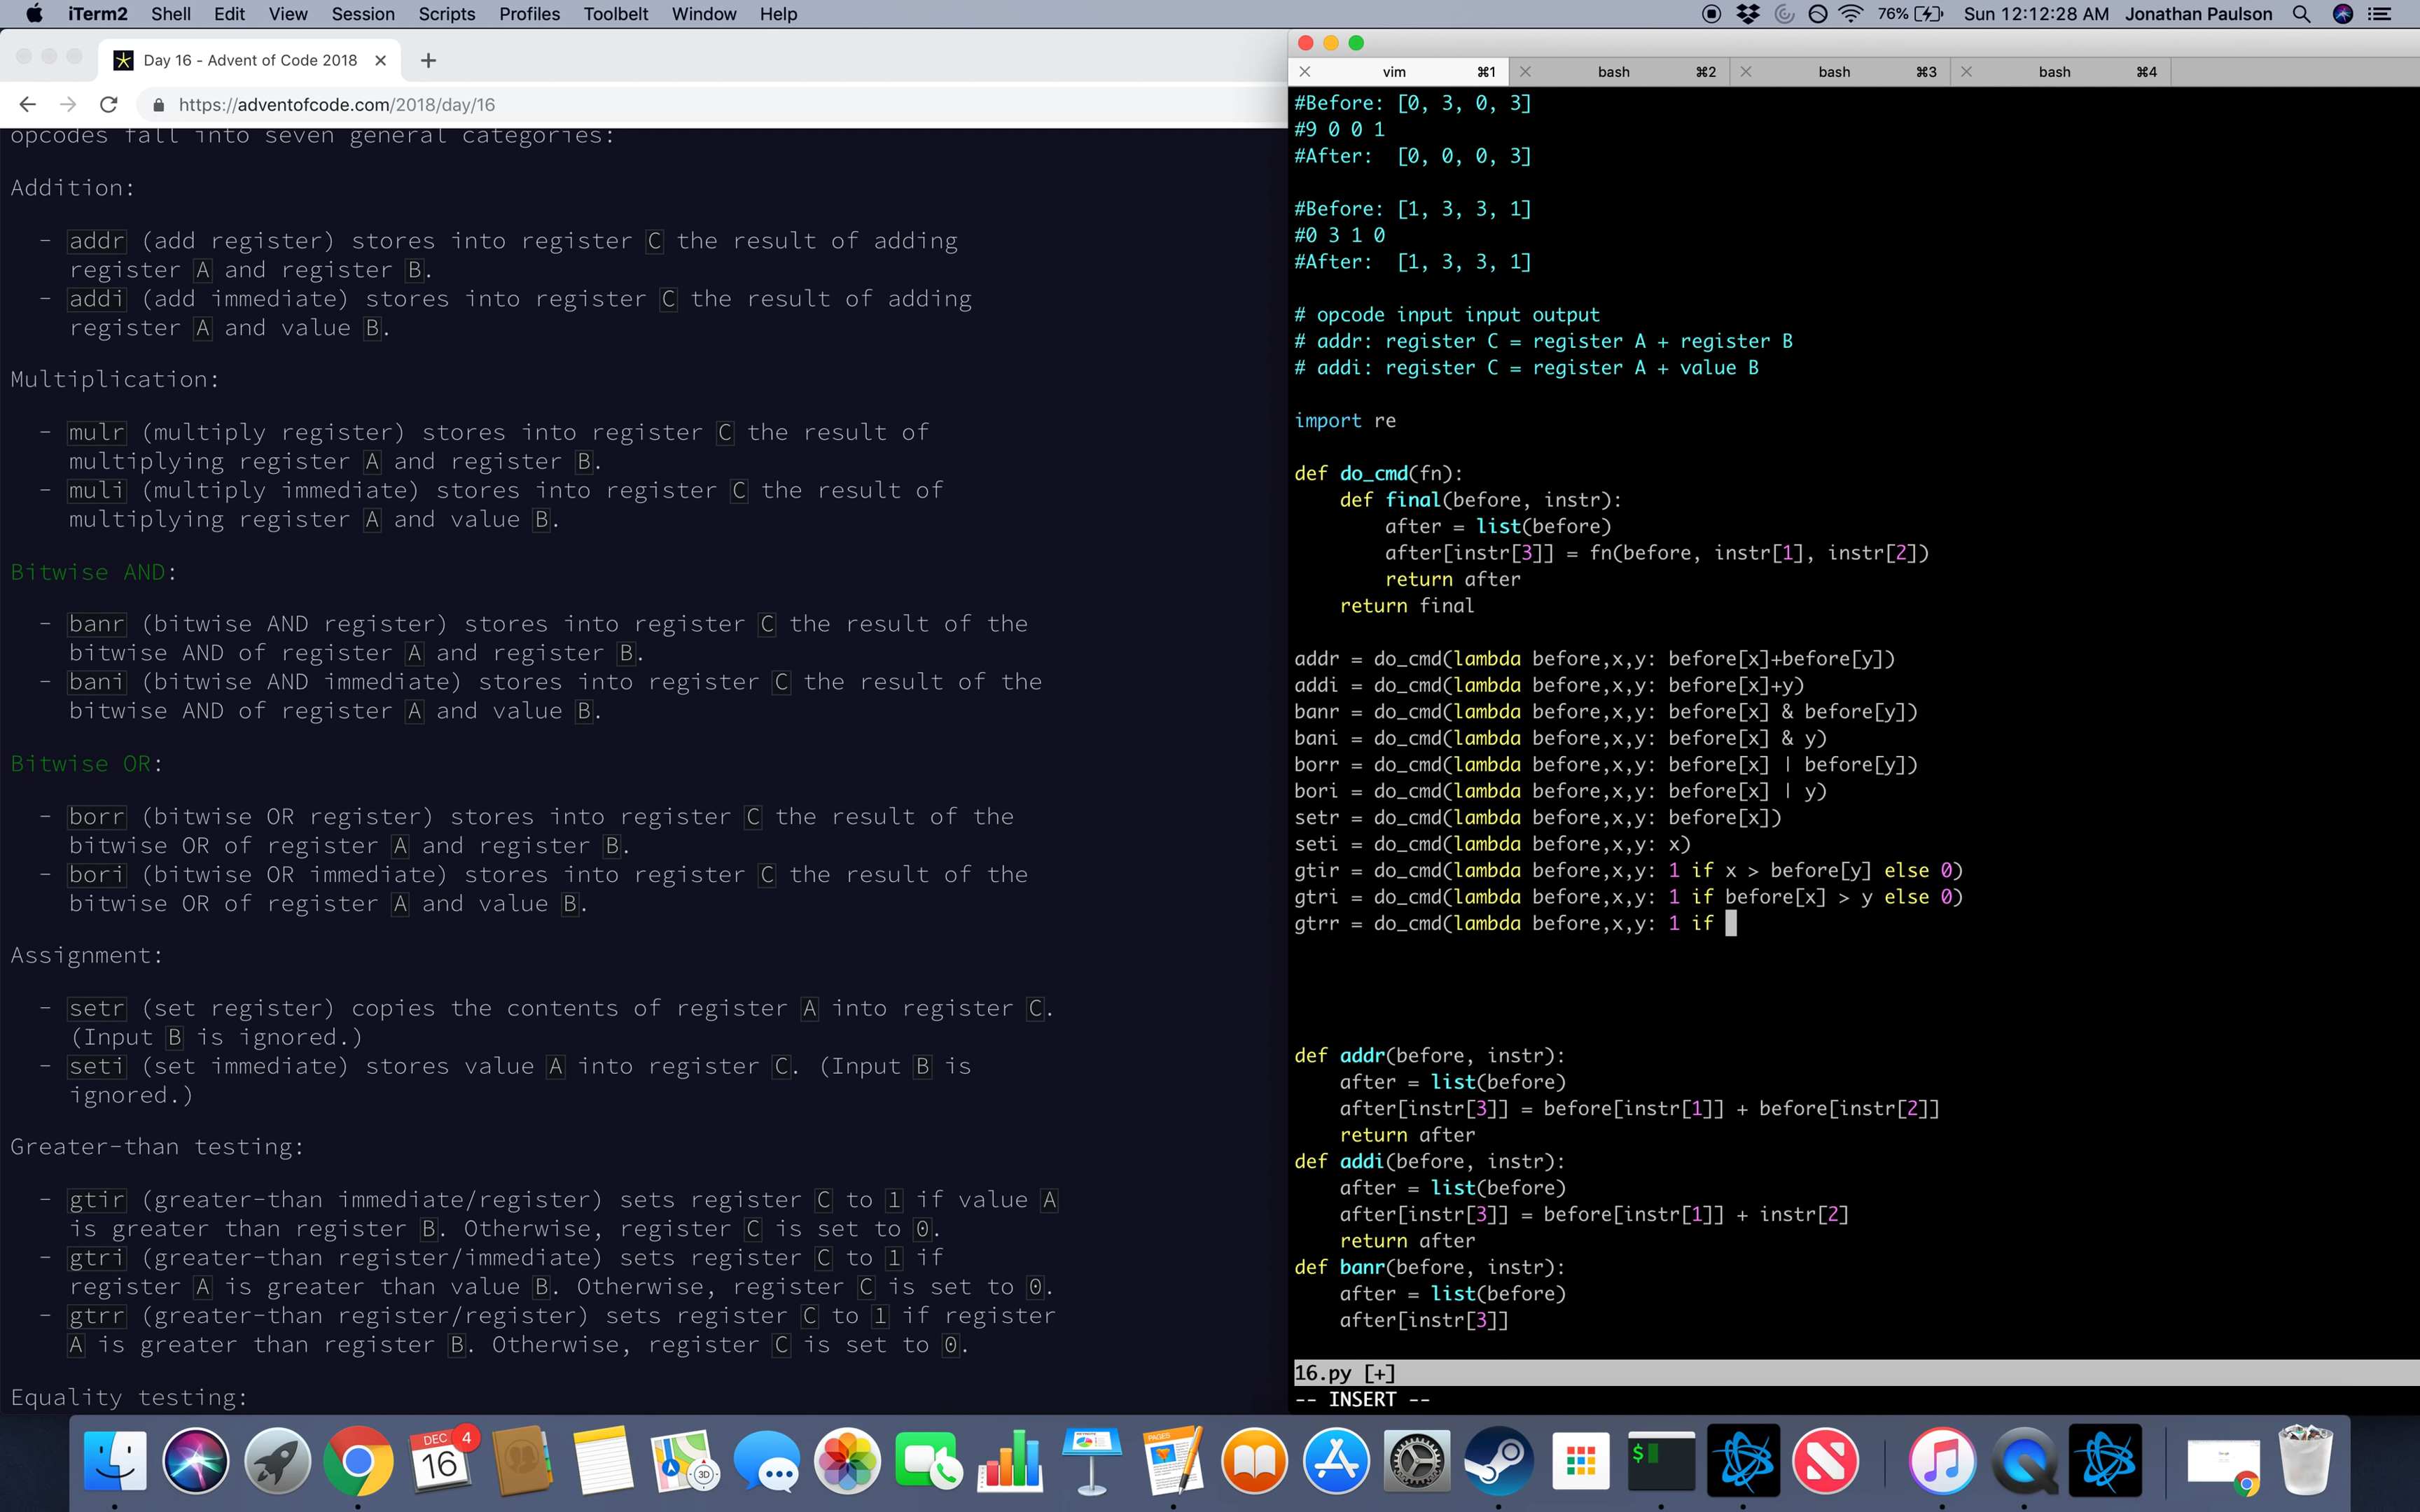 iTerm2 Shell Edit View Session Scripts Profiles Toolbelt Window Help 76% Sun 12:12:28 AM Jonathan Paulson
Day 16 - Advent of Code 2018
https://adventofcode.com/2018/day/16
opcodes fall into seven general categories:
Addition:
- addr (add register) stores into register C the result of adding
register A and register B.
- addi (add immediate) stores into register C the result of adding
register A and value B.
Multiplication:
- mulr (multiply register) stores into register C the result of
multiplying register A and register B.
- muli (multiply immediate) stores into register C the result of
multiplying register A and value B.
Bitwise AND:
- banr (bitwise AND register) stores into register C the result of the
bitwise AND of register A and register B.
- bani (bitwise AND immediate) stores into register C the result of the
bitwise AND of register A and value B.
Bitwise OR:
- borr (bitwise OR register) stores into register C the result of the
bitwise OR of register A and register B.
- bori (bitwise OR immediate) stores into register C the result of the
bitwise OR of register A and value B.
Assignment:
- setr (set register) copies the contents of register A into register C.
(Input B is ignored.)
- seti (set immediate) stores value A into register C. (Input B is
ignored.)
Greater-than testing:
- gtir (greater-than immediate/register) sets register C to 1 if value A
is greater than register B. Otherwise, register C is set to 0.
- gtri (greater-than register/immediate) sets register C to 1 if
register A is greater than value B. Otherwise, register C is set to 0.
- gtrr (greater-than register/register) sets register C to 1 if register
A is greater than register B. Otherwise, register C is set to 0.
Equality testing:
vim ⌘1 bash ⌘2 bash ⌘3 bash ⌘4
#Before: [0, 3, 0, 3]
#9 0 0 1
#After:  [0, 0, 0, 3]
#Before: [1, 3, 3, 1]
#0 3 1 0
#After:  [1, 3, 3, 1]
# opcode input input output
# addr: register C = register A + register B
# addi: register C = register A + value B
import re
def do_cmd(fn):
    def final(before, instr):
        after = list(before)
        after[instr[3]] = fn(before, instr[1], instr[2])
        return after
    return final
addr = do_cmd(lambda before,x,y: before[x]+before[y])
addi = do_cmd(lambda before,x,y: before[x]+y)
banr = do_cmd(lambda before,x,y: before[x] & before[y])
bani = do_cmd(lambda before,x,y: before[x] & y)
borr = do_cmd(lambda before,x,y: before[x] | before[y])
bori = do_cmd(lambda before,x,y: before[x] | y)
setr = do_cmd(lambda before,x,y: before[x])
seti = do_cmd(lambda before,x,y: x)
gtir = do_cmd(lambda before,x,y: 1 if x > before[y] else 0)
gtri = do_cmd(lambda before,x,y: 1 if before[x] > y else 0)
gtrr = do_cmd(lambda before,x,y: 1 if
def addr(before, instr):
    after = list(before)
    after[instr[3]] = before[instr[1]] + before[instr[2]]
    return after
def addi(before, instr):
    after = list(before)
    after[instr[3]] = before[instr[1]] + instr[2]
    return after
def banr(before, instr):
    after = list(before)
    after[instr[3]]
16.py [+]
-- INSERT --
DEC 4
16
3D
PAGES
$